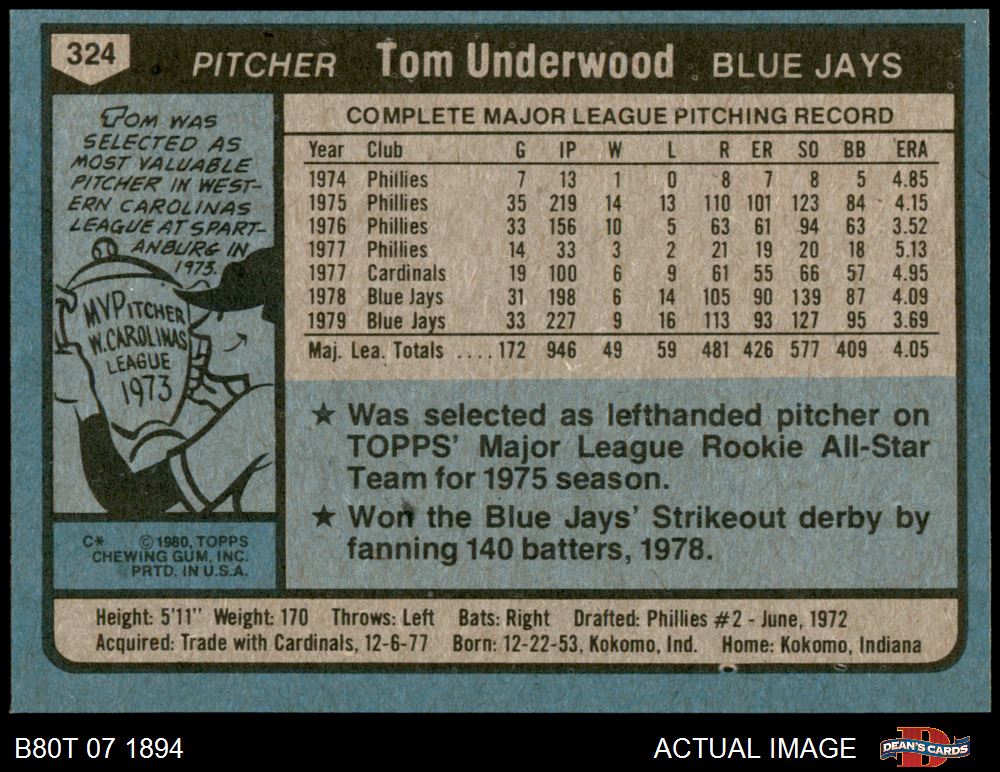 324 PITCHER Tom Underwood BLUE JAYS
TOM WAS
SELECTED AS
MOST VALUABLE
PITCHER IN WEST-
ERN CAROLINAS
LEAGUE AT SPART-
ANBURG IN
1973.
MVPITCHER
W. CAROLINAS
LEAGUE
1973
C* © 1980, TOPPS
CHEWING GUM, INC.
PRTD. IN U.S.A.
COMPLETE MAJOR LEAGUE PITCHING RECORD
Year Club G IP W L R ER SO BB ERA
1974 Phillies 7 13 1 0 8 7 8 5 4.85
1975 Phillies 35 219 14 13 110 101 123 84 4.15
1976 Phillies 33 156 10 5 63 61 94 63 3.52
1977 Phillies 14 33 3 2 21 19 20 18 5.13
1977 Cardinals 19 100 6 9 61 55 66 57 4.95
1978 Blue Jays 31 198 6 14 105 90 139 87 4.09
1979 Blue Jays 33 227 9 16 113 93 127 95 3.69
Maj. Lea. Totals .... 172 946 49 59 481 426 577 409 4.05
★ Was selected as lefthanded pitcher on
TOPPS' Major League Rookie All-Star
Team for 1975 season.
★ Won the Blue Jays' Strikeout derby by
fanning 140 batters, 1978.
Height: 5'11" Weight: 170 Throws: Left Bats: Right Drafted: Phillies #2 - June, 1972
Acquired: Trade with Cardinals, 12-6-77 Born: 12-22-53, Kokomo, Ind. Home: Kokomo, Indiana
B80T 07 1894 ACTUAL IMAGE DEAN'S CARDS